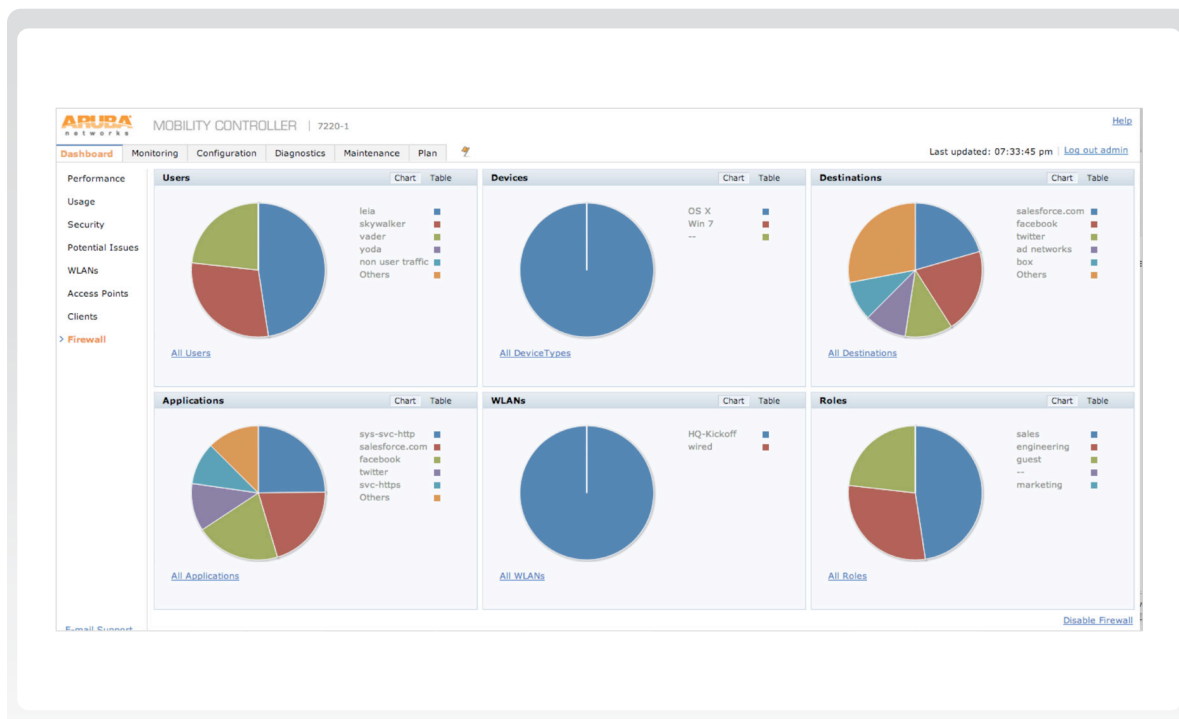 ARUBA
networks
MOBILITY CONTROLLER | 7220-1
Help
Dashboard Monitoring Configuration Diagnostics Maintenance Plan
Last updated: 07:33:45 pm | Log out admin
Performance
Usage
Security
Potential Issues
WLANs
Access Points
Clients
> Firewall
E-mail Support
Users Chart Table
leia
skywalker
vader
yoda
non user traffic
Others
All Users
Devices Chart Table
OS X
Win 7
--
All DeviceTypes
Destinations Chart Table
salesforce.com
facebook
twitter
ad networks
box
Others
All Destinations
Applications Chart Table
sys-svc-http
salesforce.com
facebook
twitter
svc-https
Others
All Applications
WLANs Chart Table
HQ-Kickoff
wired
All WLANs
Roles Chart Table
sales
engineering
guest
--
marketing
All Roles
Disable Firewall